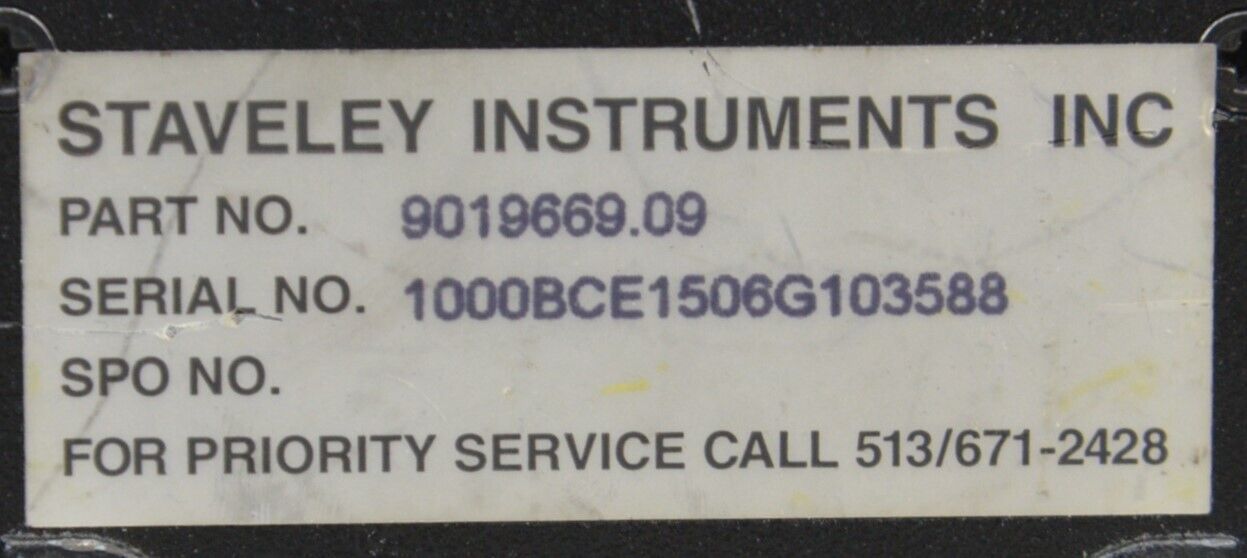 STAVELEY INSTRUMENTS INC
PART NO. 9019669.09
SERIAL NO. 1000BCE1506G103588
SPO NO.
FOR PRIORITY SERVICE CALL 513/671-2428